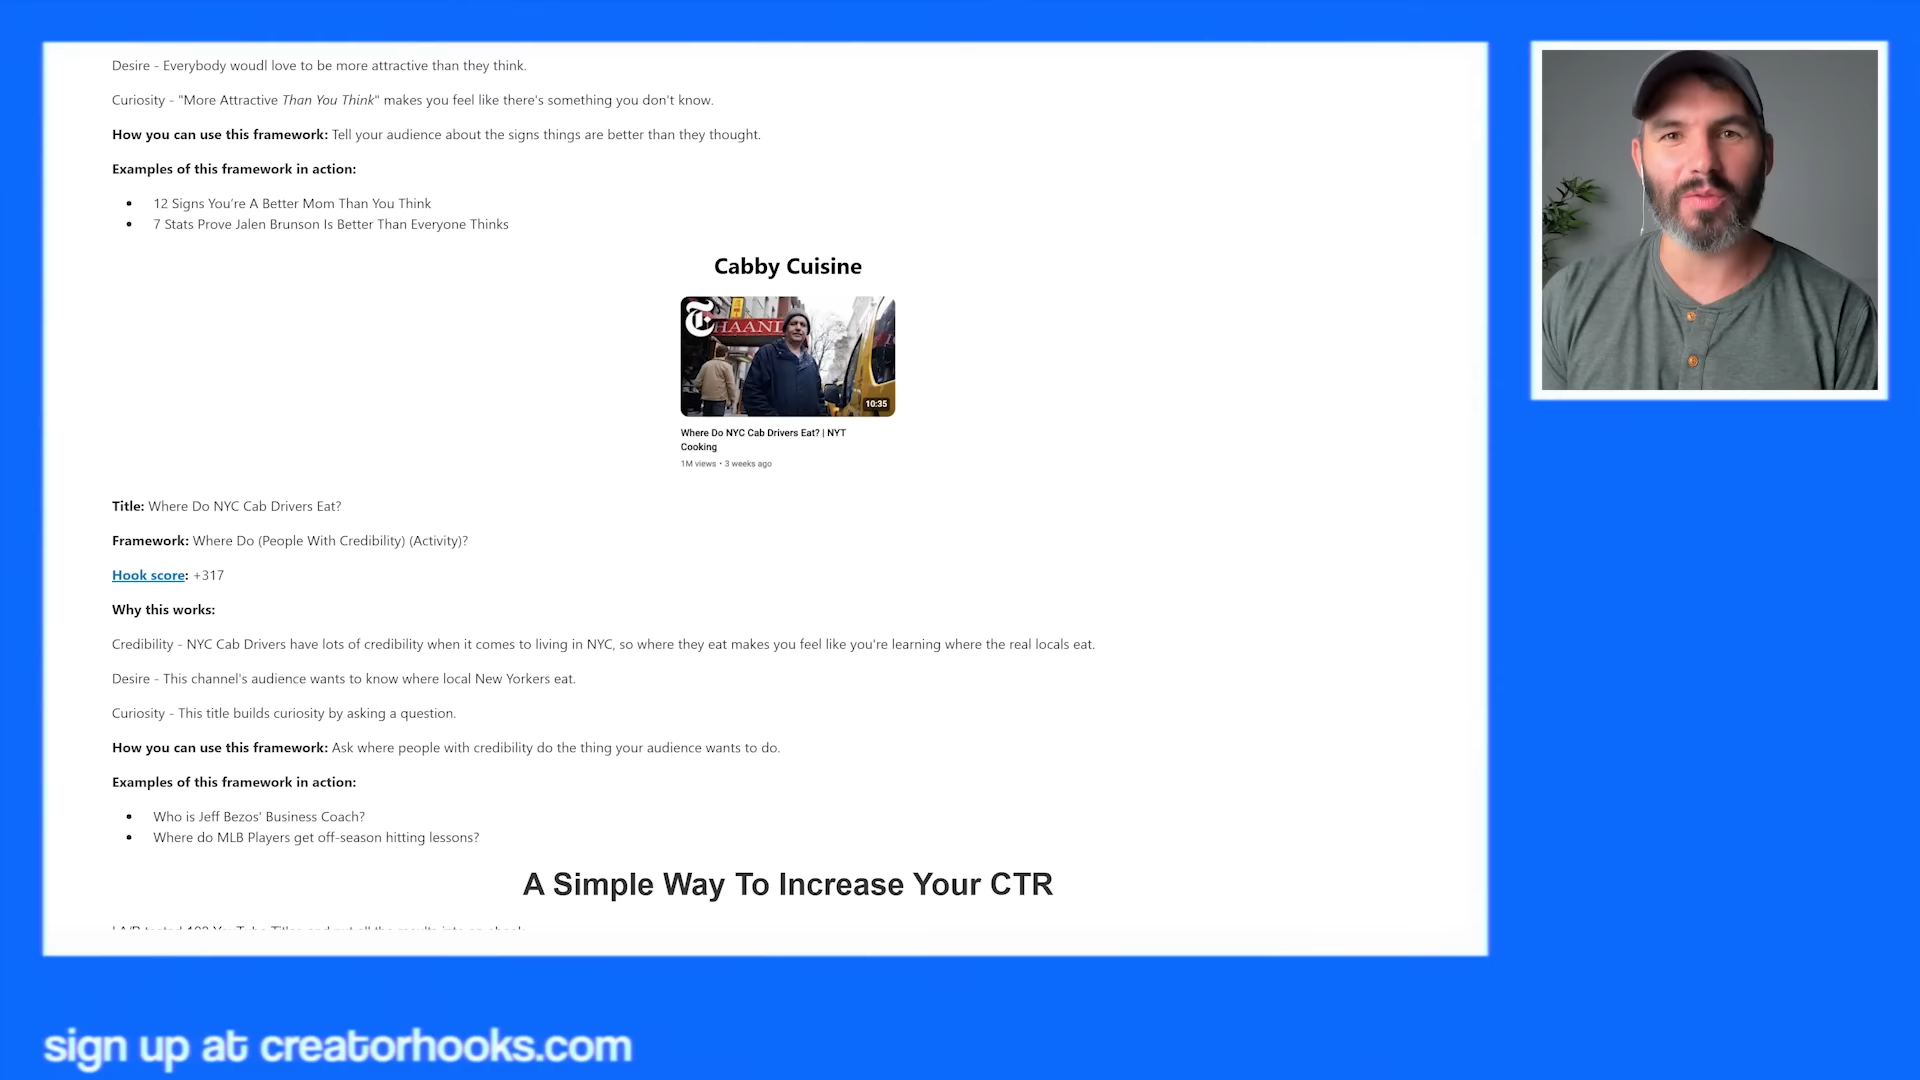 Desire - Everybody woudl love to be more attractive than they think.
Curiosity - "More Attractive Than You Think" makes you feel like there's something you don't know.
How you can use this framework: Tell your audience about the signs things are better than they thought.
Examples of this framework in action:
12 Signs You're A Better Mom Than You Think
7 Stats Prove Jalen Brunson Is Better Than Everyone Thinks
Cabby Cuisine
HAANDI
10:35
Where Do NYC Cab Drivers Eat? | NYT
Cooking
1M views • 3 weeks ago
Title: Where Do NYC Cab Drivers Eat?
Framework: Where Do (People With Credibility) (Activity)?
Hook score: +317
Why this works:
Credibility - NYC Cab Drivers have lots of credibility when it comes to living in NYC, so where they eat makes you feel like you're learning where the real locals eat.
Desire - This channel's audience wants to know where local New Yorkers eat.
Curiosity - This title builds curiosity by asking a question.
How you can use this framework: Ask where people with credibility do the thing your audience wants to do.
Examples of this framework in action:
Who is Jeff Bezos' Business Coach?
Where do MLB Players get off-season hitting lessons?
A Simple Way To Increase Your CTR
sign up at creatorhooks.com